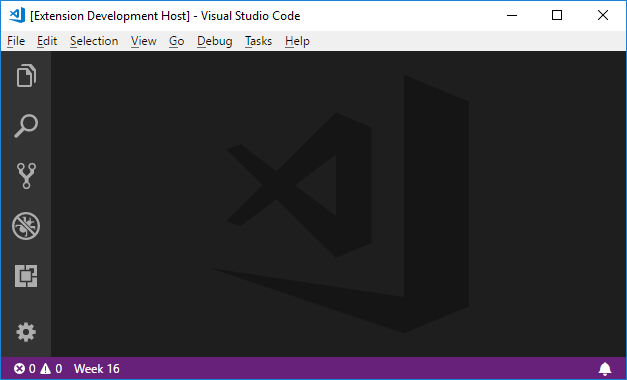 [Extension Development Host] - Visual Studio Code
File Edit Selection View Go Debug Tasks Help
0 0 Week 16